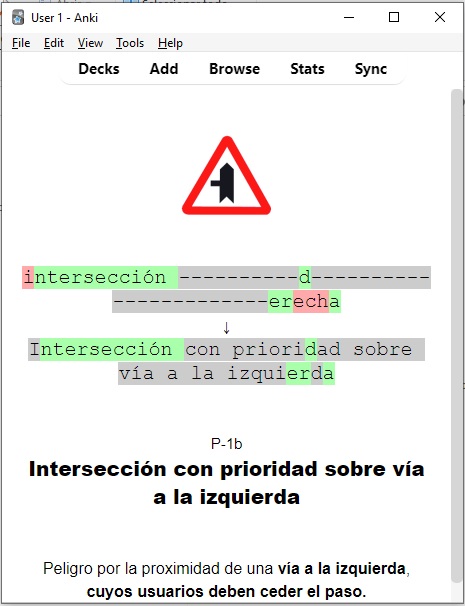 User 1 - Anki
File Edit View Tools Help
Decks Add Browse Stats Sync
intersección ----------d----------
-------------erecha
↓
Intersección con prioridad sobre
vía a la izquierda
P-1b
Intersección con prioridad sobre vía
a la izquierda
Peligro por la proximidad de una vía a la izquierda,
cuyos usuarios deben ceder el paso.